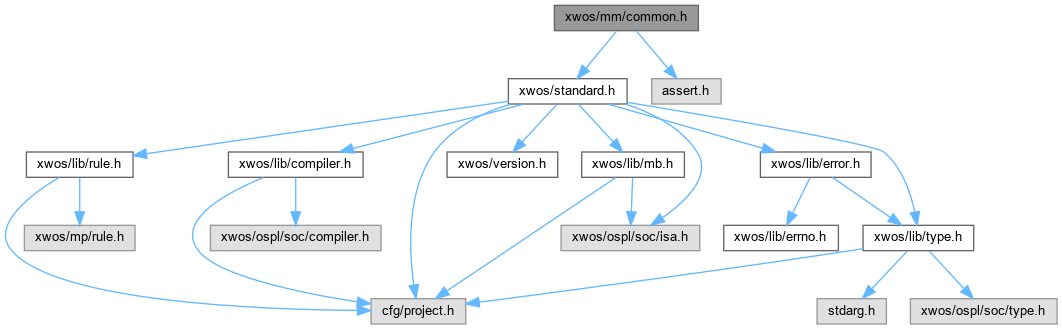 xwos/mm/common.h
xwos/standard.h
assert.h
xwos/lib/rule.h
xwos/lib/compiler.h
xwos/version.h
xwos/lib/mb.h
xwos/lib/error.h
xwos/mp/rule.h
xwos/ospl/soc/compiler.h
xwos/ospl/soc/isa.h
xwos/lib/errno.h
xwos/lib/type.h
cfg/project.h
stdarg.h
xwos/ospl/soc/type.h